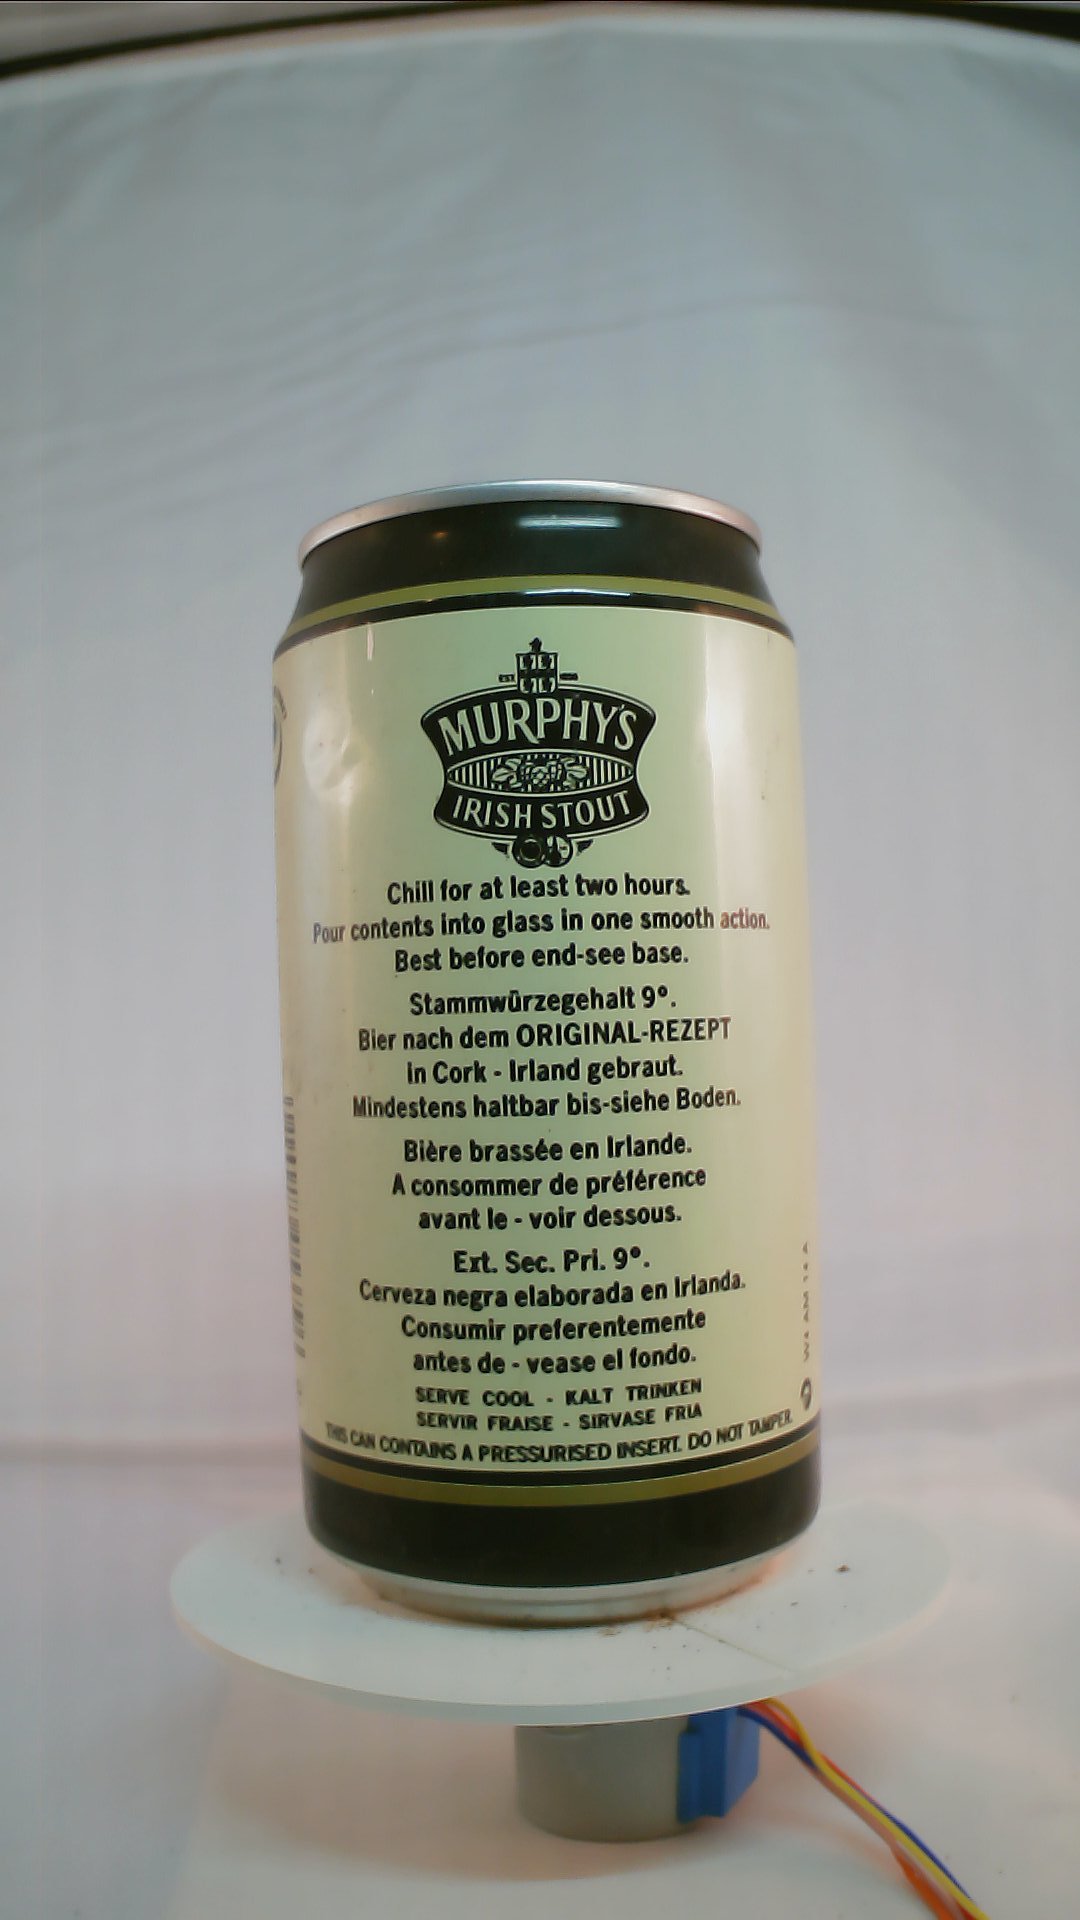 MURPHY'S
IRISH STOUT
Chill for at least two hours.
Pour contents into glass in one smooth action.
Best before end-see base.
Stammwürzegehalt 9°.
Bier nach dem ORIGINAL-REZEPT
in Cork - Irland gebraut.
Mindestens haltbar bis-siehe Boden.
Bière brassée en Irlande.
A consommer de préférence
avant le - voir dessous.
Ext. Sec. Pri. 9°.
Cerveza negra elaborada en Irlanda.
Consumir preferentemente
antes de - vease el fondo.
SERVE COOL - KALT TRINKEN
SERVIR FRAISE - SIRVASE FRIA
THIS CAN CONTAINS A PRESSURISED INSERT. DO NOT TAMPER.